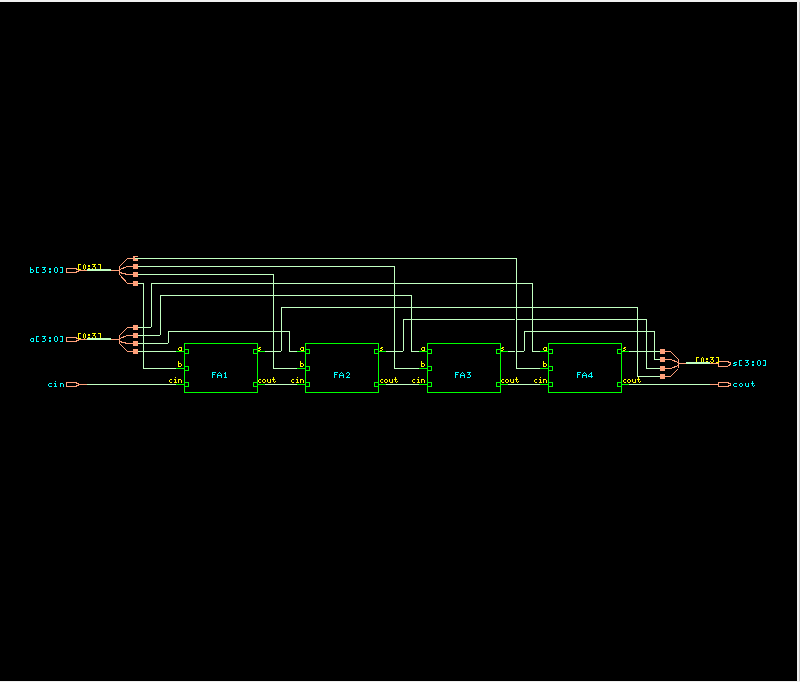 b[3:0] [0:3]
a[3:0] [0:3]
a s a s a s a s
b b b b
[0:3] s[3:0]
FA1 FA2 FA3 FA4
cin cin cout cin cout cin cout cin cout cout